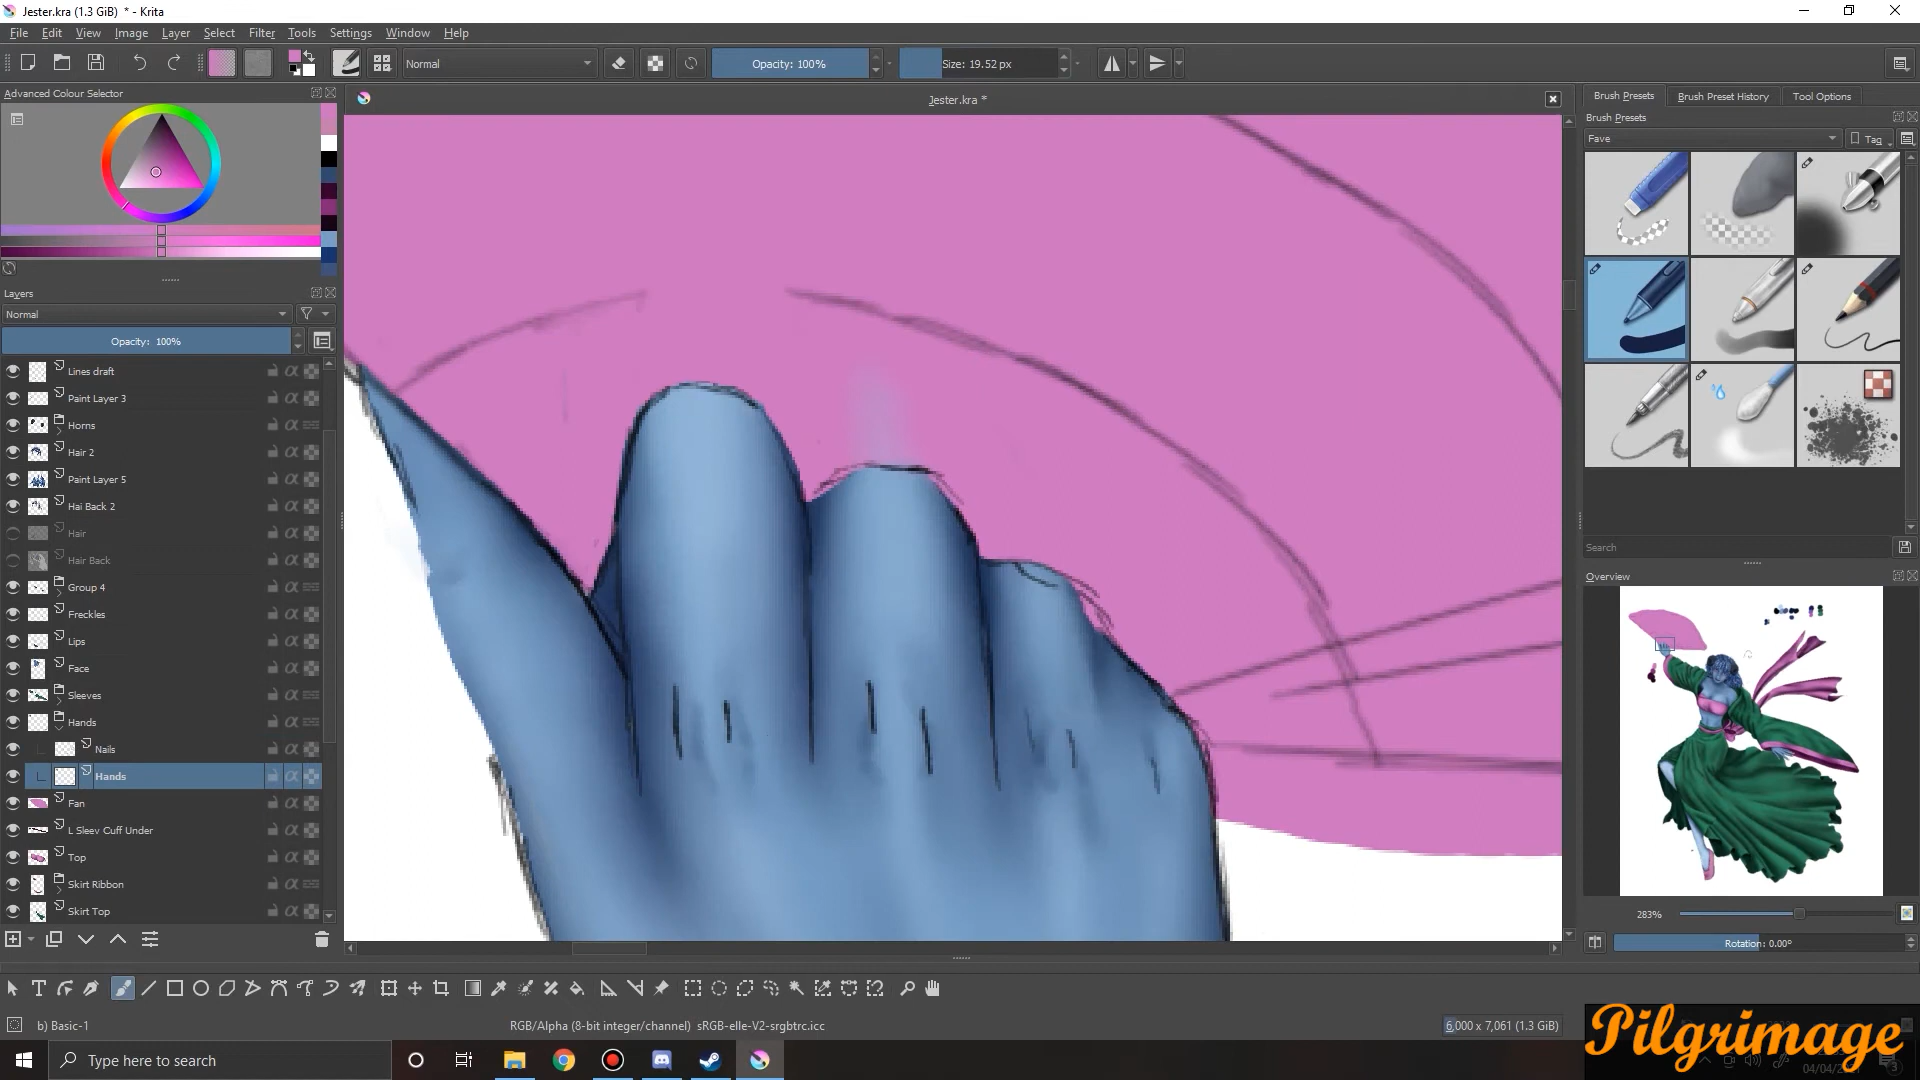 Jester.kra (1.3 GiB) * - Krita
File Edit View Image Layer Select Filter Tools Settings Window Help
Normal
Opacity: 100%
Size: 19.52 px
Advanced Colour Selector
Jester.kra *
Brush Presets
Brush Preset History
Tool Options
Brush Presets
Fave
Tag
Layers
Normal
Opacity: 100%
Lines draft
Paint Layer 3
Horns
Hair 2
Paint Layer 5
Hai Back 2
Hair
Hair Back
Group 4
Freckles
Lips
Face
Sleeves
Hands
Nails
Hands
Fan
L Sleev Cuff Under
Top
Skirt Ribbon
Skirt Top
Search
Overview
283%
Rotation: 0.00°
b) Basic-1
RGB/Alpha (8-bit integer/channel) sRGB-elle-V2-srgbtrc.icc
6,000 x 7,061 (1.3 GiB)
Pilgrimage
Type here to search